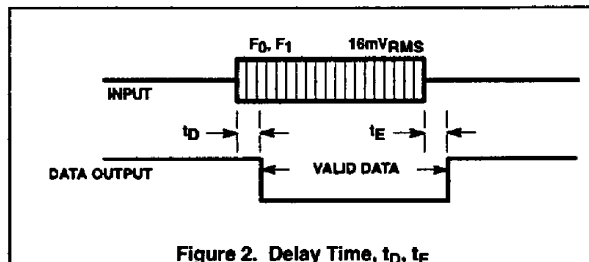 F0, F1 16mVRMS
INPUT
tD tE
DATA OUTPUT VALID DATA
Figure 2. Delay Time, tD, tE